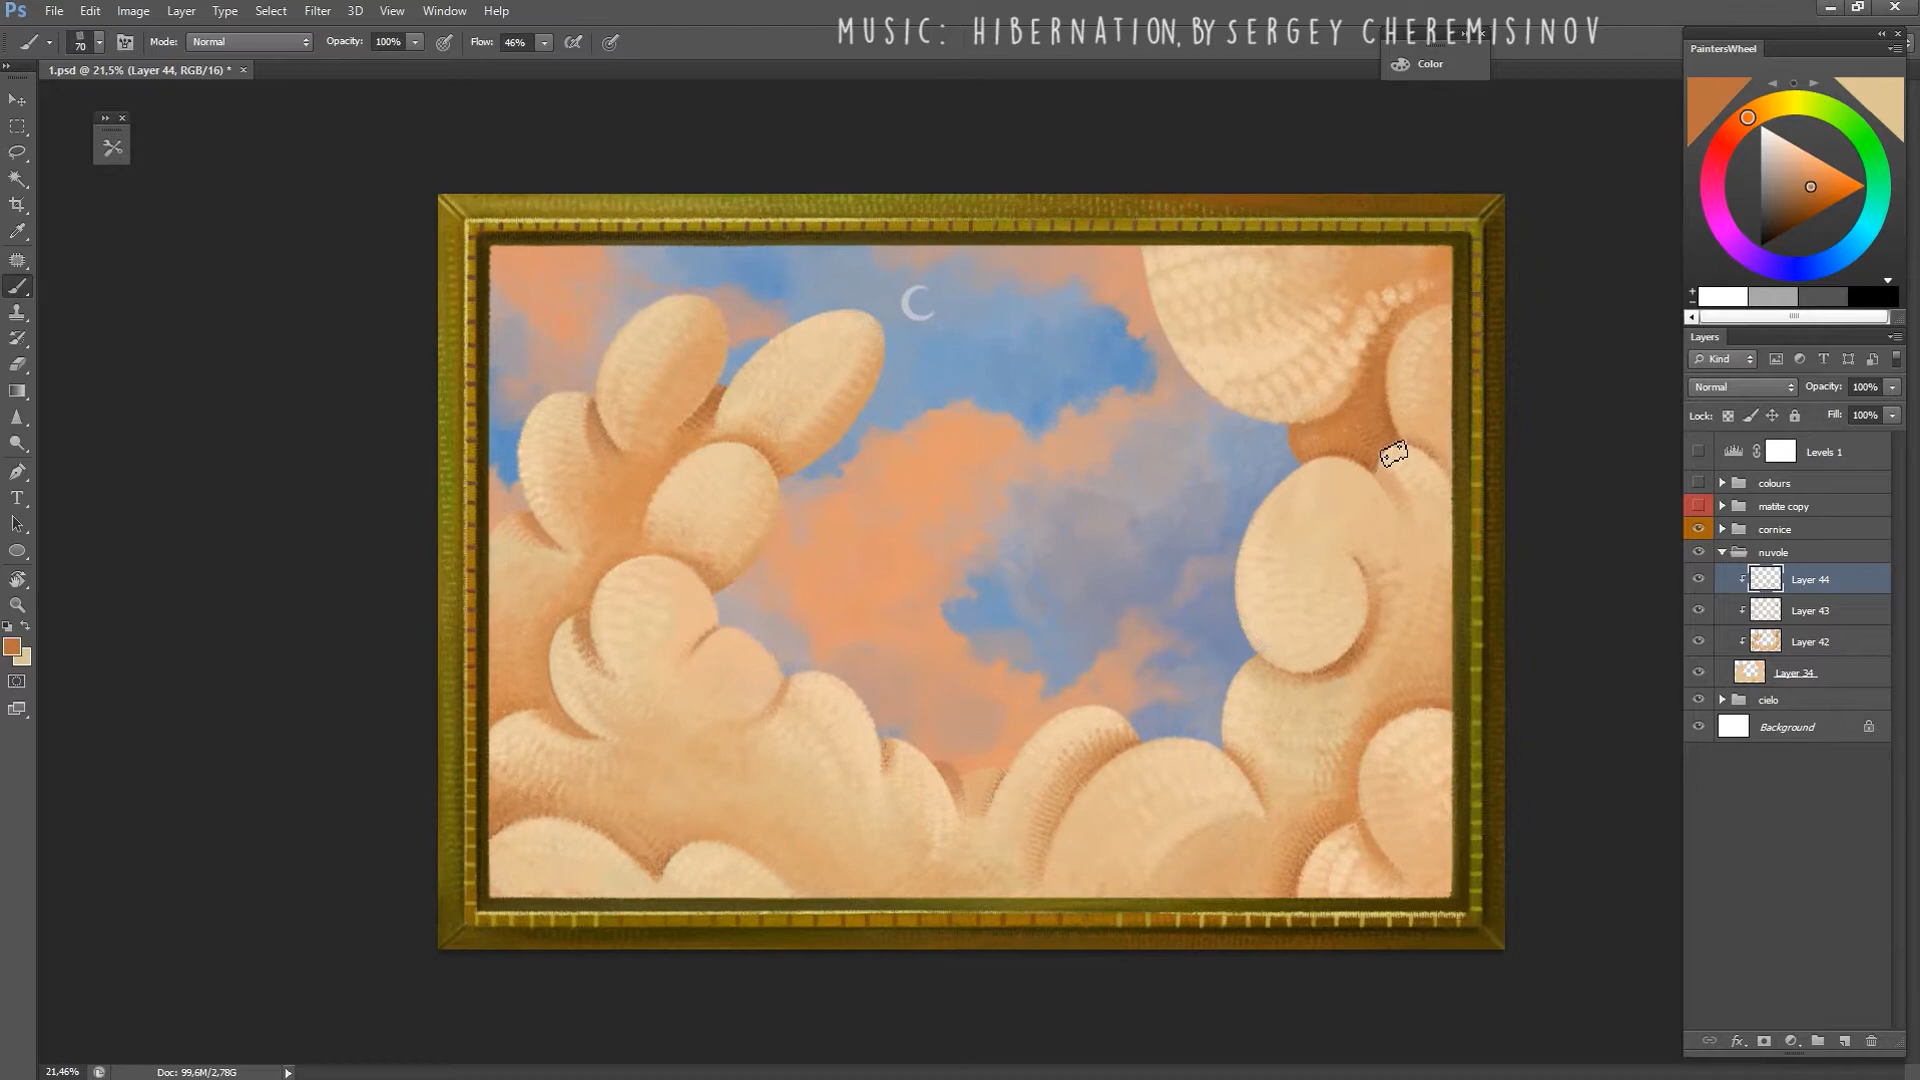 Ps File Edit Image Layer Type Select Filter 3D View Window Help
MUSIC: HIBERNATION, BY SERGEY CHEREMISINOV
70 Mode: Normal Opacity: 100% Flow: 46%
Color
1.psd @ 21,5% (Layer 44, RGB/16) *
PaintersWheel
Layers
Kind
Normal Opacity: 100%
Lock: Fill: 100%
Levels 1
colours
matite copy
cornice
nuvole
Layer 44
Layer 43
Layer 42
Layer 34
cielo
Background
21,46% Doc: 99,6M/2,78G